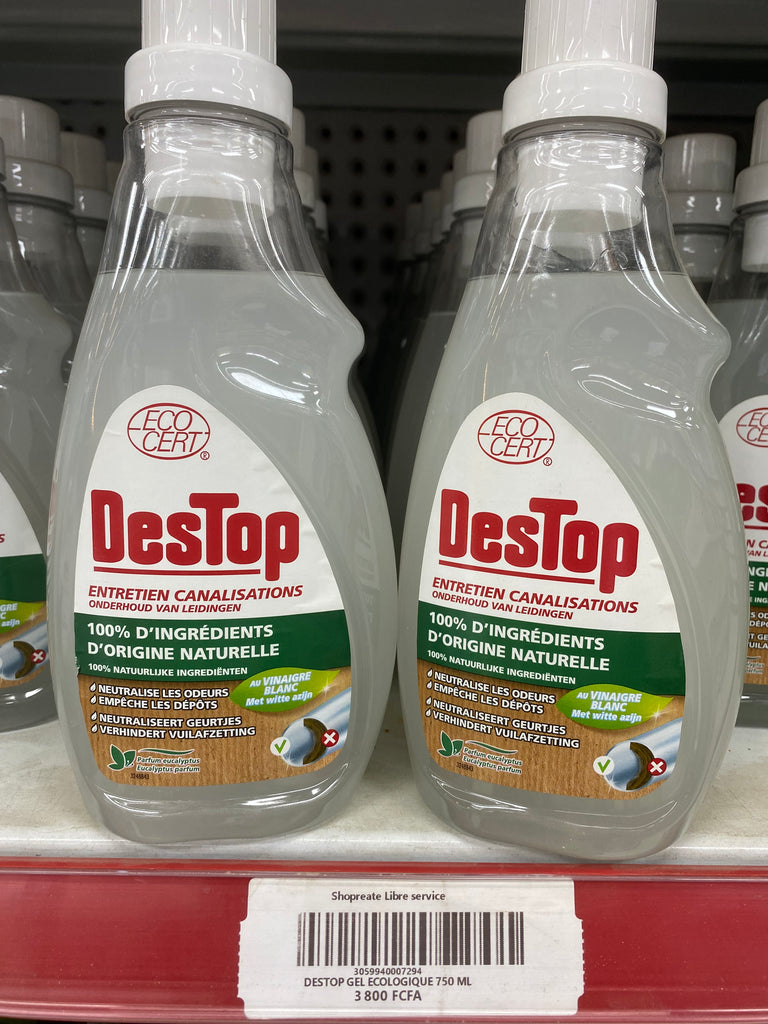 ECO
CERT
®
DesTop
ENTRETIEN CANALISATIONS
ONDERHOUD VAN LEIDINGEN
100% D'INGRÉDIENTS
D'ORIGINE NATURELLE
100% NATUURLIJKE INGREDIËNTEN
NEUTRALISE LES ODEURS
EMPÊCHE LES DÉPÔTS
NEUTRALISEERT GEURTJES
VERHINDERT VUILAFZETTING
AU VINAIGRE
BLANC
Met witte azijn
Parfum eucalyptus
Eucalyptus parfum
ECO
CERT
®
DesTop
ENTRETIEN CANALISATIONS
ONDERHOUD VAN LEIDINGEN
100% D'INGRÉDIENTS
D'ORIGINE NATURELLE
100% NATUURLIJKE INGREDIËNTEN
NEUTRALISE LES ODEURS
EMPÊCHE LES DÉPÔTS
NEUTRALISEERT GEURTJES
VERHINDERT VUILAFZETTING
AU VINAIGRE
BLANC
Met witte azijn
Parfum eucalyptus
Eucalyptus parfum
Shopreate Libre service
3059940007294
DESTOP GEL ECOLOGIQUE 750 ML
3 800 FCFA